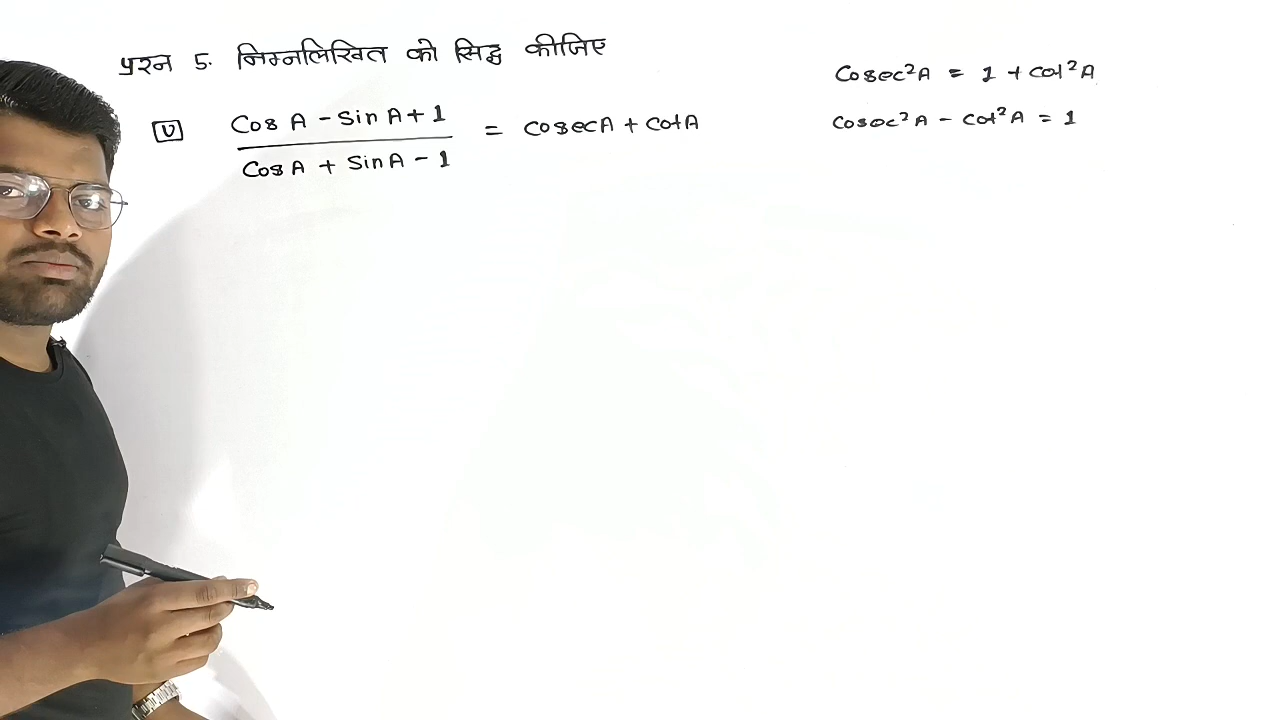 प्रश्न 5. निम्नलिखित को सिद्ध कीजिए
V
Cos A - Sin A + 1
Cos A + Sin A - 1
= CosecA + CotA
Cosec²A = 1 + Cot²A
Cosec²A - Cot²A = 1